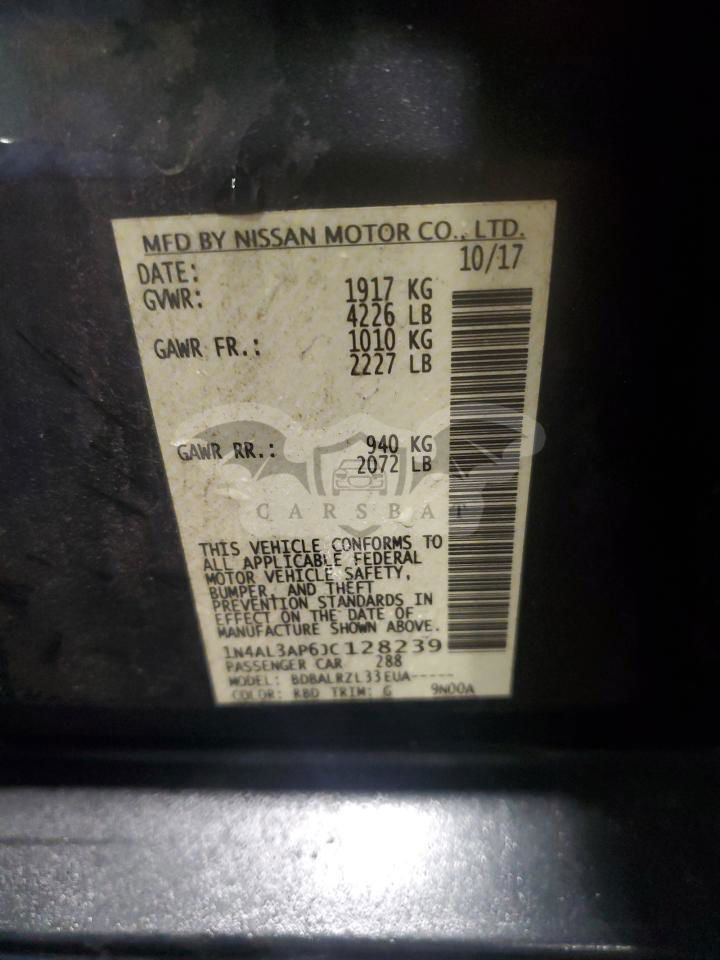 MFD BY NISSAN MOTOR CO., LTD.
DATE: 10/17
GVWR: 1917 KG
4226 LB
GAWR FR.: 1010 KG
2227 LB
GAWR RR.: 940 KG
2072 LB
CARSBAT
THIS VEHICLE CONFORMS TO
ALL APPLICABLE FEDERAL
MOTOR VEHICLE SAFETY,
BUMPER, AND THEFT
PREVENTION STANDARDS IN
EFFECT ON THE DATE OF
MANUFACTURE SHOWN ABOVE.
1N4AL3AP6JC128239
PASSENGER CAR 288
MODEL: BDBALRZL33EUA-----
COLOR: RBD TRIM: G 9N00A